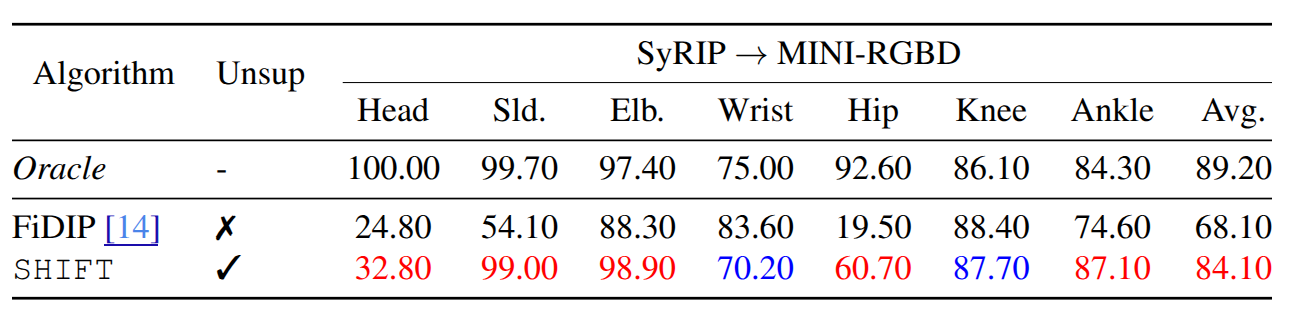 Algorithm Unsup SyRIP → MINI-RGBD
Head Sld. Elb. Wrist Hip Knee Ankle Avg.
Oracle - 100.00 99.70 97.40 75.00 92.60 86.10 84.30 89.20
FiDIP [14] ✗ 24.80 54.10 88.30 83.60 19.50 88.40 74.60 68.10
SHIFT ✓ 32.80 99.00 98.90 70.20 60.70 87.70 87.10 84.10